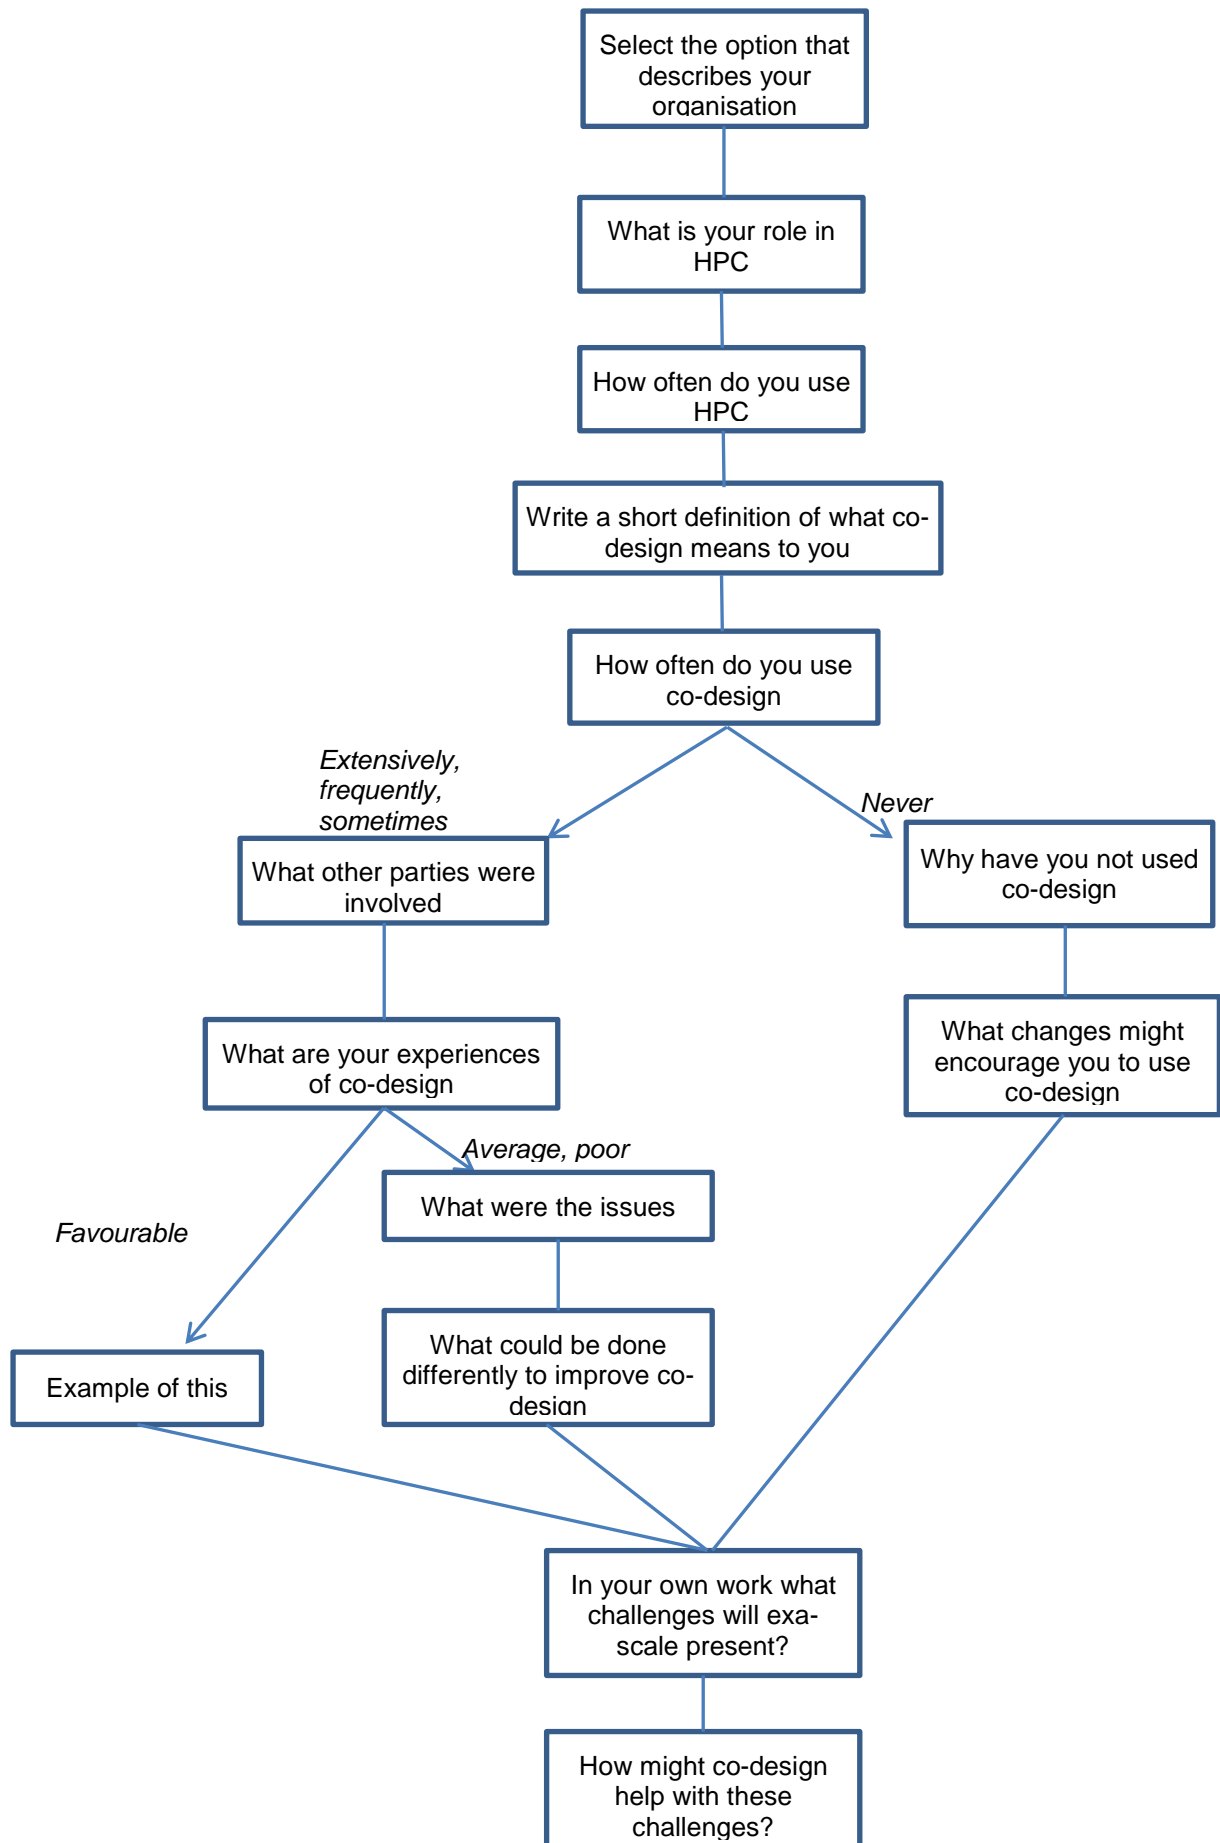 Select the option that
describes your
organisation
What is your role in
HPC
How often do you use
HPC
Write a short definition of what co-
design means to you
How often do you use
co-design
Extensively,
frequently,
sometimes
Never
What other parties were
involved
Why have you not used
co-design
What are your experiences
of co-design
What changes might
encourage you to use
co-design
Average, poor
What were the issues
Favourable
What could be done
differently to improve co-
design
Example of this
In your own work what
challenges will exa-
scale present?
How might co-design
help with these
challenges?